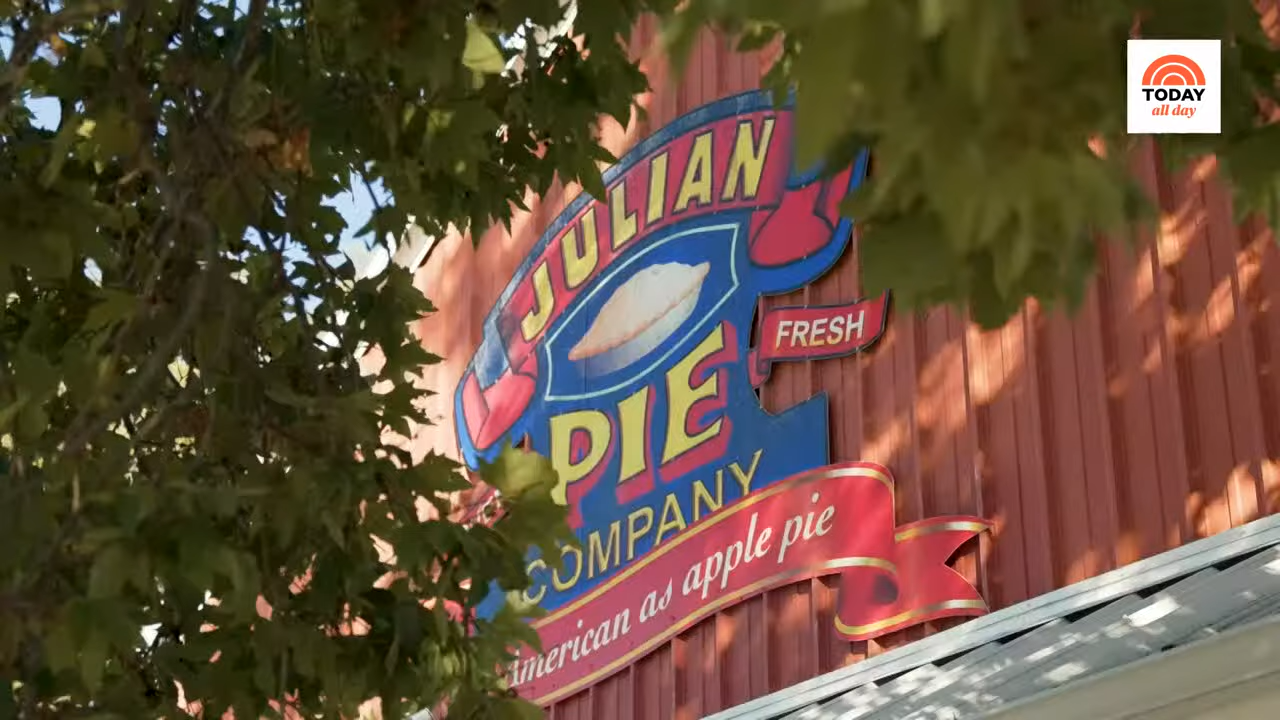 TODAY
all day
JULIAN
FRESH
PIE
COMPANY
American as apple pie